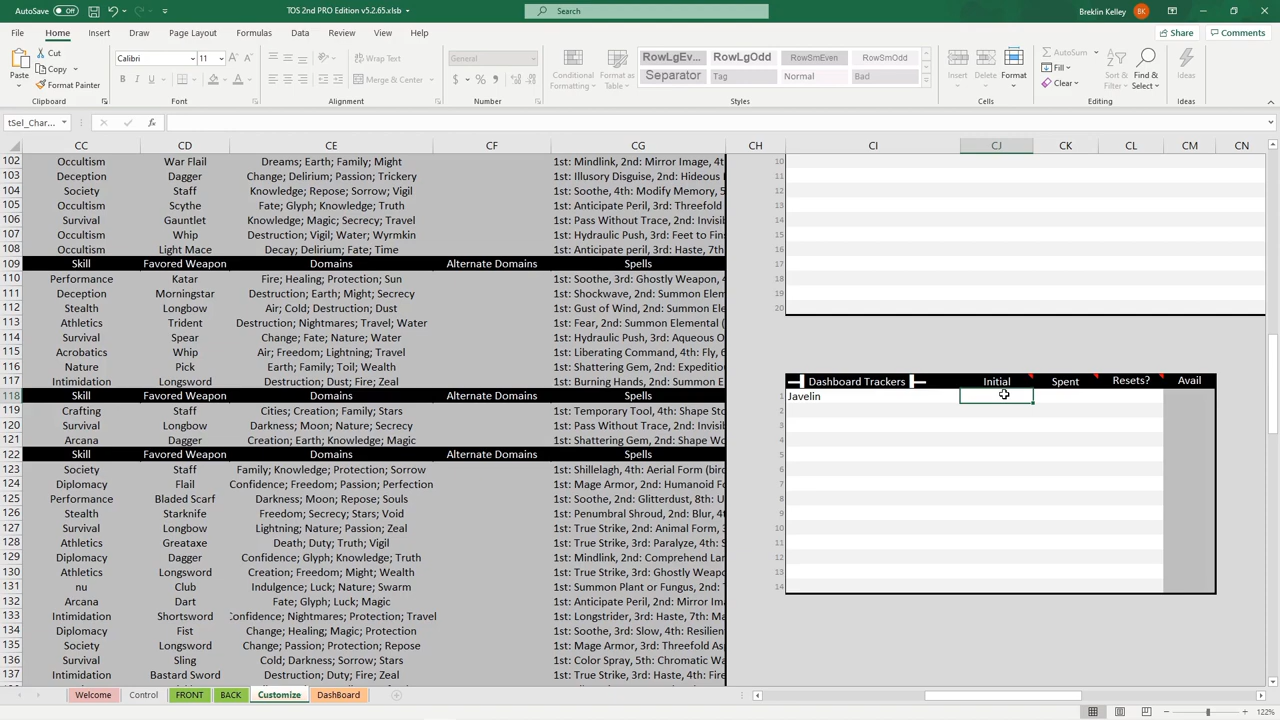 AutoSave Off TOS 2nd PRO Edition v5.2.65.xlsb Search Breklin Kelley BK
File Home Insert Draw Page Layout Formulas Data Review View Help Share Comments
Paste Cut Copy Format Painter Calibri 11 B I U Merge & Center General $ % Conditional Formatting Format as Table RowLgEv... RowLgOdd RowSmEven RowSmOdd Separator Tag Normal Bad Insert Delete Format AutoSum Fill Clear Sort & Filter Find & Select Ideas
Clipboard Font Alignment Number Styles Cells Editing Ideas
tSel_Char... fx
CC CD CE CF CG CH CI CJ CK CL CM CN
102 Occultism War Flail Dreams; Earth; Family; Might 1st: Mindlink, 2nd: Mirror Image, 4t 10
103 Deception Dagger Change; Delirium; Passion; Trickery 1st: Illusory Disguise, 2nd: Hideous 11
104 Society Staff Knowledge; Repose; Sorrow; Vigil 1st: Soothe, 4th: Modify Memory, 5 12
105 Occultism Scythe Fate; Glyph; Knowledge; Truth 1st: Anticipate Peril, 2nd: Threefold 13
106 Survival Gauntlet Knowledge; Magic; Secrecy; Travel 1st: Pass Without Trace, 2nd: Invisib 14
107 Occultism Whip Destruction; Vigil; Water; Wyrmkin 1st: Hydraulic Push, 3rd: Feet to Fins 15
108 Occultism Light Mace Decay; Delirium; Fate; Time 1st: Anticipate peril, 3rd: Haste, 7th 16
109 Skill Favored Weapon Domains Alternate Domains Spells 17
110 Performance Katar Fire; Healing; Protection; Sun 1st: Soothe, 3rd: Ghostly Weapon, 4 18
111 Deception Morningstar Destruction; Earth; Might; Secrecy 1st: Shockwave, 2nd: Summon Elem 19
112 Stealth Longbow Air; Cold; Destruction; Dust 1st: Gust of Wind, 2nd: Summon Elem 20
113 Athletics Trident Destruction; Nightmares; Travel; Water 1st: Fear, 2nd: Summon Elemental (
114 Survival Spear Change; Fate; Nature; Water 1st: Hydraulic Push, 3rd: Aqueous O
115 Acrobatics Whip Air; Freedom; Lightning; Travel 1st: Liberating Command, 4th: Fly, 6
116 Nature Pick Earth; Family; Toil; Wealth 1st: Shattering Gem, 2nd: Expeditio
117 Intimidation Longsword Destruction; Dust; Fire; Zeal 1st: Burning Hands, 2nd: Summon E Dashboard Trackers Initial Spent Resets? Avail
118 Skill Favored Weapon Domains Alternate Domains Spells 1 Javelin
119 Crafting Staff Cities; Creation; Family; Stars 1st: Temporary Tool, 4th: Shape Sto 2
120 Society Longbow Darkness; Moon; Nature; Secrecy 1st: Pass Without Trace, 2nd: Invisib 3
121 Arcana Dagger Creation; Earth; Knowledge; Magic 1st: Shattering Gem, 2nd: Shape Wo 4
122 Skill Favored Weapon Domains Alternate Domains Spells 5
123 Society Staff Family; Knowledge; Protection; Sorrow 1st: Shillelagh, 4th: Aerial Form (bird 6
124 Diplomacy Flail Confidence; Freedom; Passion; Perfection 1st: Mage Armor, 2nd: Humanoid Fo 7
125 Performance Bladed Scarf Darkness; Moon; Repose; Souls 1st: Soothe, 2nd: Glitterdust, 8th: U 8
126 Stealth Starknife Freedom; Secrecy; Stars; Void 1st: Penumbral Shroud, 2nd: Blur, 4t 9
127 Survival Longbow Lightning; Nature; Passion; Zeal 1st: True Strike, 2nd: Animal Form, 3 10
128 Athletics Greataxe Death; Duty; Truth; Vigil 1st: True Strike, 3rd: Paralyze, 4th: S 11
129 Diplomacy Dagger Confidence; Glyph; Knowledge; Truth 1st: Mindlink, 2nd: Comprehend Lan 12
130 Athletics Longsword Creation; Freedom; Might; Wealth 1st: True Strike, 3rd: Ghostly Weapo 13
131 nu Club Indulgence; Luck; Nature; Swarm 1st: Summon Plant or Fungus, 2nd: T 14
132 Arcana Dart Fate; Glyph; Luck; Magic 1st: Anticipate Peril, 2nd: Mirror Ima
133 Intimidation Shortsword Confidence; Nightmares; Protection; Travel 1st: Longstrider, 3rd: Haste, 7th: Ma
134 Diplomacy Fist Change; Healing; Magic; Protection 1st: Soothe, 3rd: Slow, 4th: Resilien
135 Society Longsword Change; Passion; Protection; Repose 1st: Mage Armor, 3rd: Threefold Asp
136 Survival Sling Cold; Darkness; Sorrow; Stars 1st: Color Spray, 5th: Chromatic Wa
137 Intimidation Bastard Sword Destruction; Duty; Fire; Zeal 1st: True Strike, 2nd: Enlarge, 4th: F
Welcome Control FRONT BACK Customize DashBoard
122%